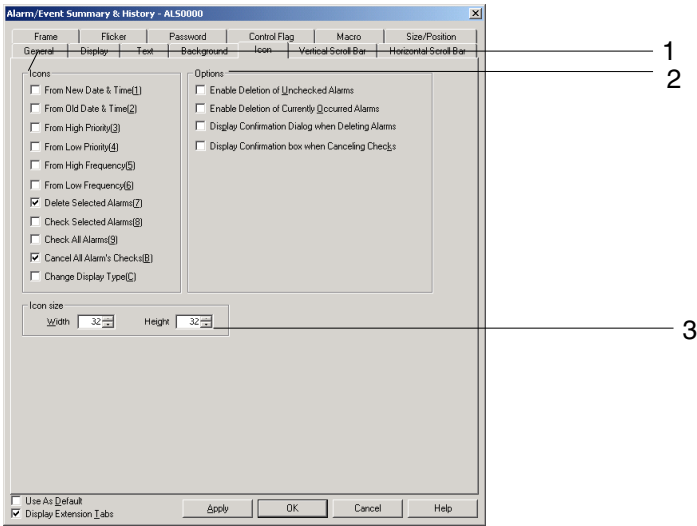 Alarm/Event Summary & History - ALS0000
Frame Flicker Password Control Flag Macro Size/Position
General Display Text Background Icon Vertical Scroll Bar Horizontal Scroll Bar
1
Icons
Options
2
From New Date & Time(1)
From Old Date & Time(2)
From High Priority(3)
From Low Priority(4)
From High Frequency(5)
From Low Frequency(6)
Delete Selected Alarms(7)
Check Selected Alarms(8)
Check All Alarms(9)
Cancel All Alarm's Checks(B)
Change Display Type(C)
Enable Deletion of Unchecked Alarms
Enable Deletion of Currently Occurred Alarms
Display Confirmation Dialog when Deleting Alarms
Display Confirmation box when Canceling Checks
Icon size
Width 32 Height 32
3
Use As Default
Display Extension Tabs
Apply OK Cancel Help